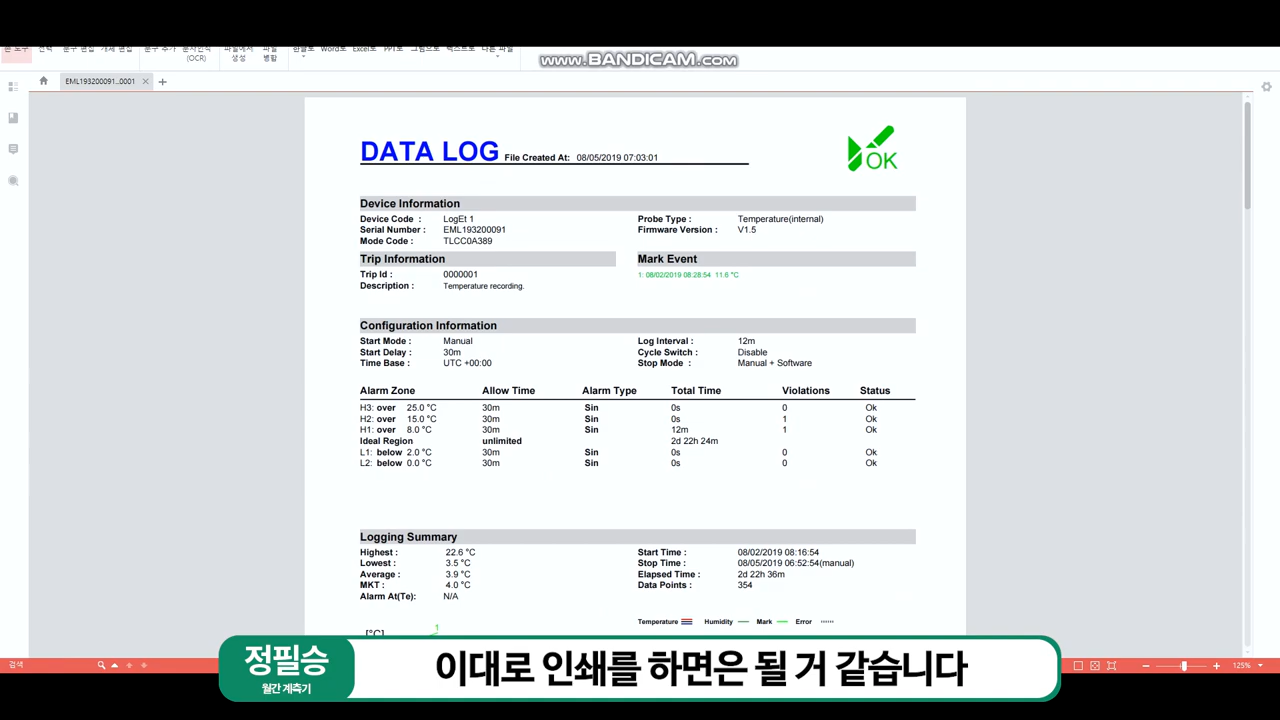 WWW.BANDICAM.COM
(OCR) 생성 병합
EML193200091...0001
DATA LOG File Created At: 08/05/2019 07:03:01
OK
Device Information
Device Code : LogEt 1 Probe Type : Temperature(internal)
Serial Number : EML193200091 Firmware Version : V1.5
Mode Code : TLCC0A389
Trip Information Mark Event
Trip Id : 0000001 1: 08/02/2019 08:28:54 11.6 °C
Description : Temperature recording.
Configuration Information
Start Mode : Manual Log Interval : 12m
Start Delay : 30m Cycle Switch : Disable
Time Base : UTC +00:00 Stop Mode : Manual + Software
Alarm Zone Allow Time Alarm Type Total Time Violations Status
H3: over 25.0 °C 30m Sin 0s 0 Ok
H2: over 15.0 °C 30m Sin 0s 1 Ok
H1: over 8.0 °C 30m Sin 12m 1 Ok
Ideal Region unlimited 2d 22h 24m
L1: below 2.0 °C 30m Sin 0s 0 Ok
L2: below 0.0 °C 30m Sin 0s 0 Ok
Logging Summary
Highest : 22.6 °C Start Time : 08/02/2019 08:16:54
Lowest : 3.5 °C Stop Time : 08/05/2019 06:52:54(manual)
Average : 3.9 °C Elapsed Time : 2d 22h 36m
MKT : 4.0 °C Data Points : 354
Alarm At(Te): N/A
Temperature Humidity Mark Error
1
[°C]
정필승
월간 계측기
이대로 인쇄를 하면은 될 거 같습니다
검색
125%